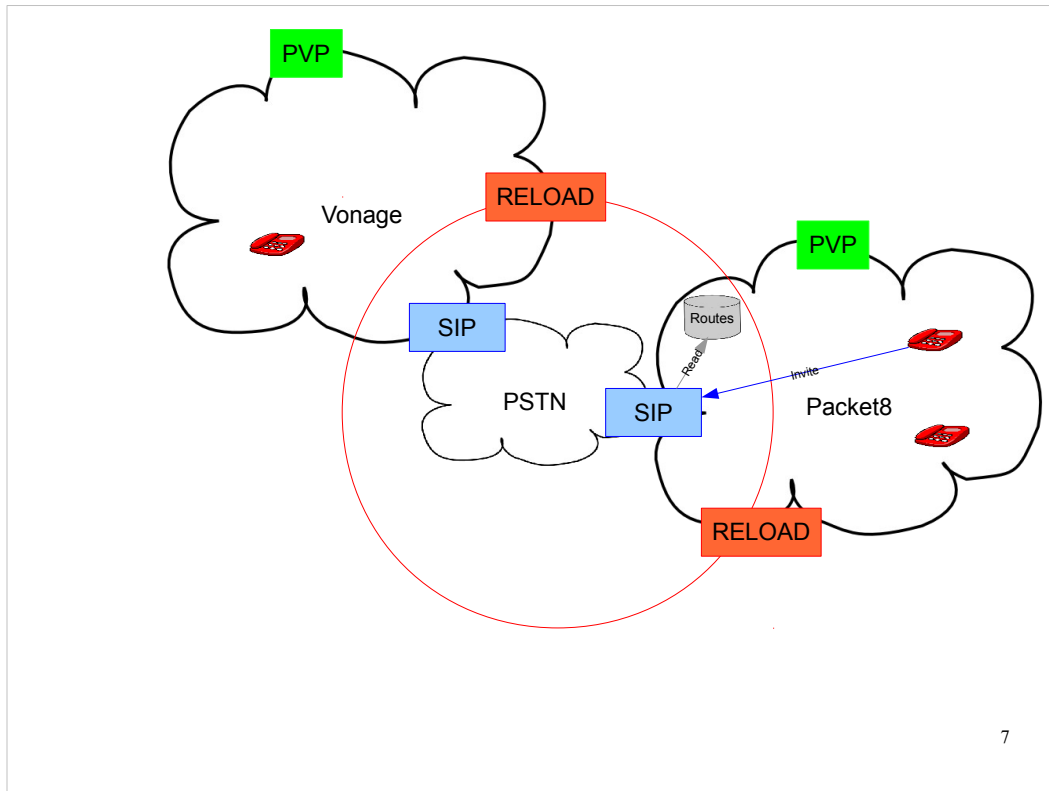 PVP
RELOAD
Vonage
PVP
Routes
SIP
Read
Invite
PSTN
SIP
Packet8
RELOAD
7